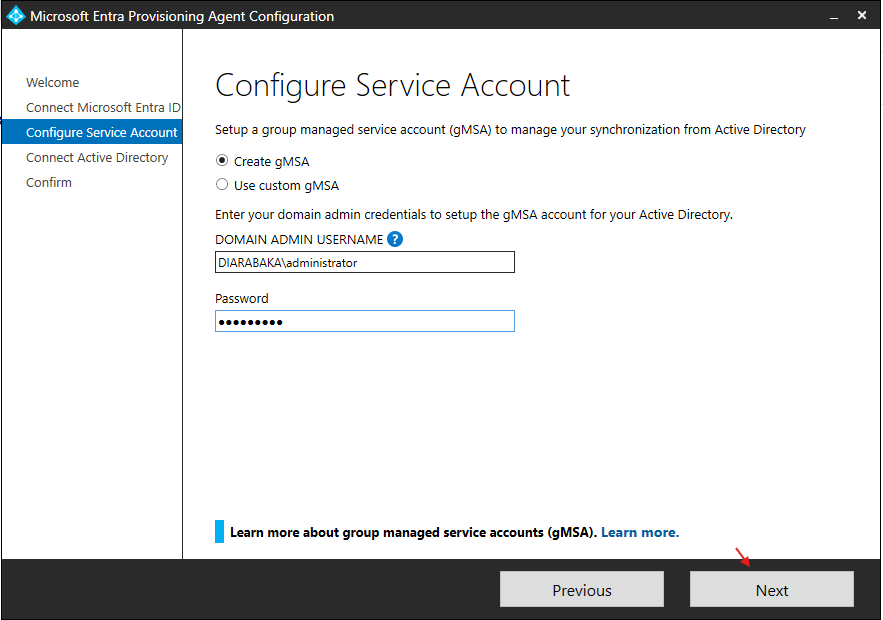 Microsoft Entra Provisioning Agent Configuration
Welcome
Connect Microsoft Entra ID
Configure Service Account
Connect Active Directory
Confirm
Configure Service Account
Setup a group managed service account (gMSA) to manage your synchronization from Active Directory
Create gMSA
Use custom gMSA
Enter your domain admin credentials to setup the gMSA account for your Active Directory.
DOMAIN ADMIN USERNAME ?
DIARABAKA\administrator
Password
●●●●●●●●●
Learn more about group managed service accounts (gMSA). Learn more.
Previous
Next